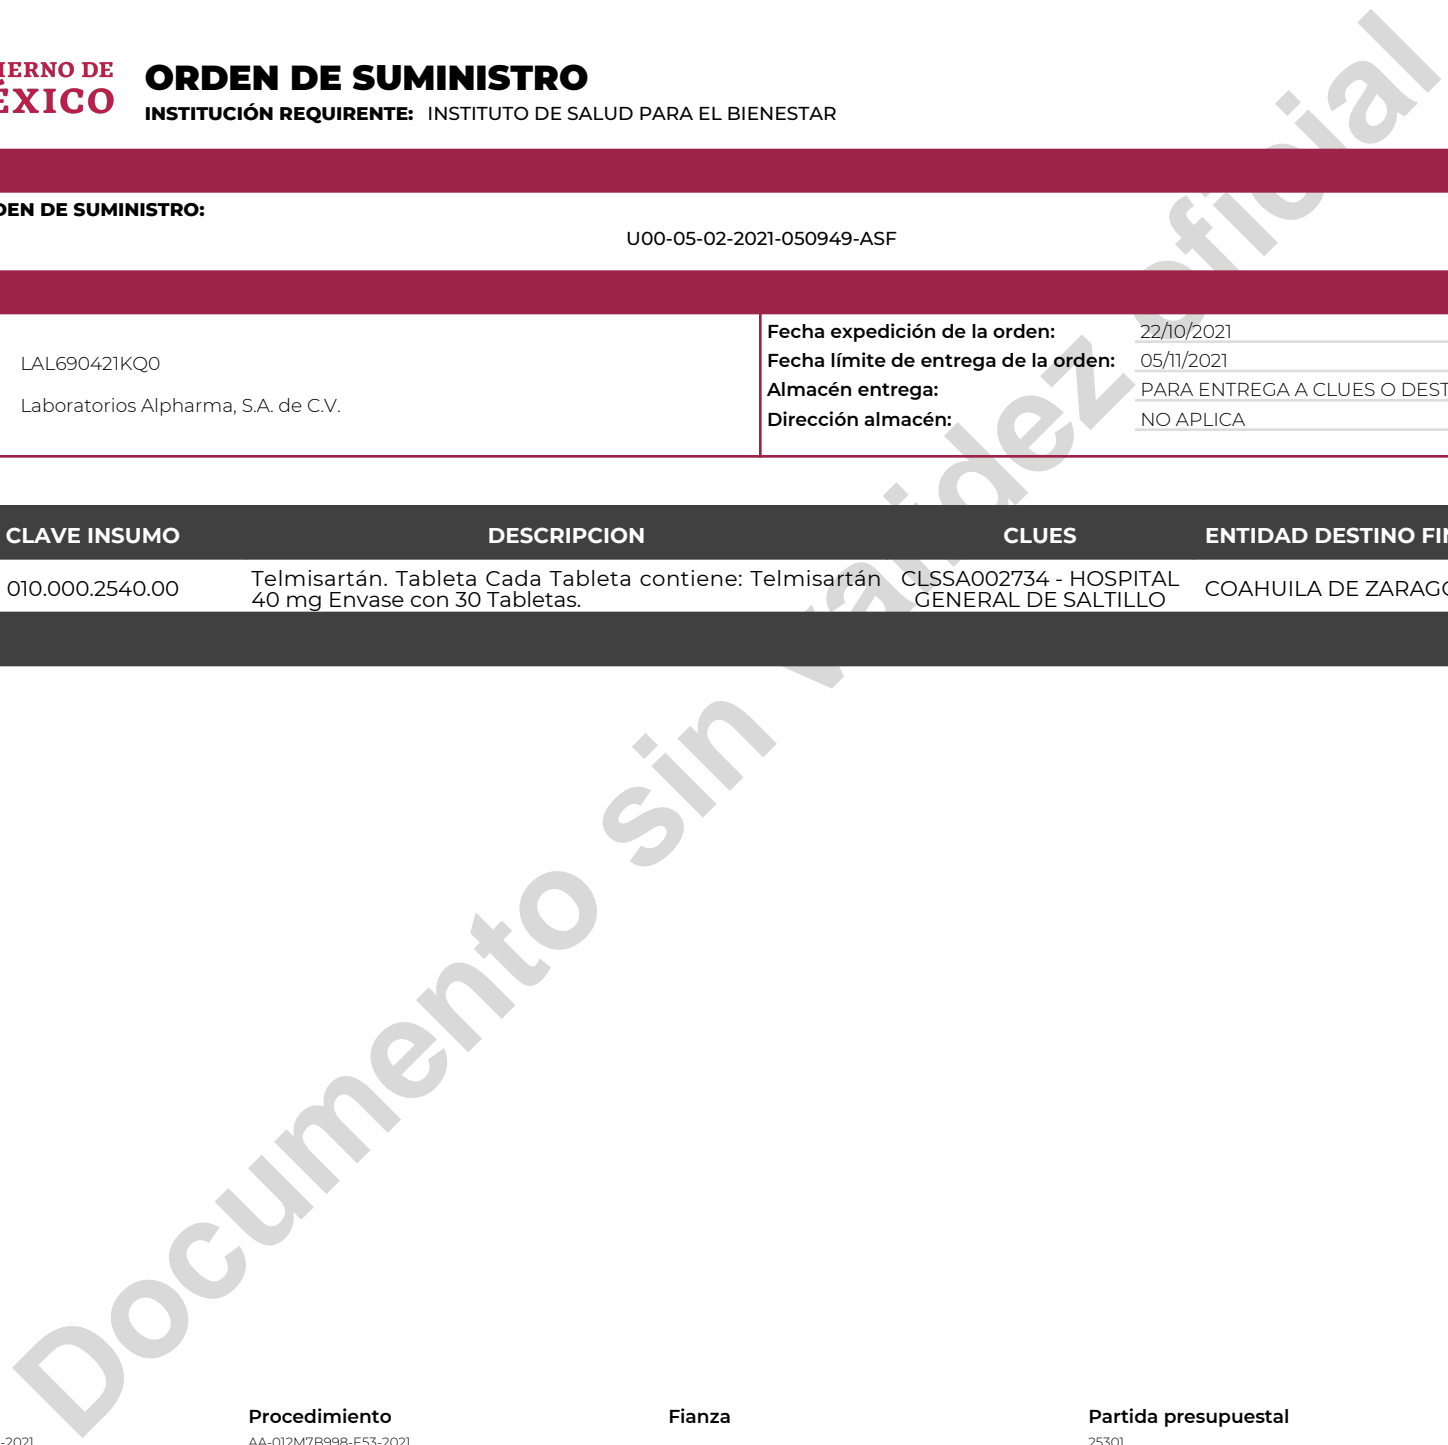 ORDEN DE SUMINISTRO
INSTITUCIÓN REQUIRENTE: INSTITUTO DE SALUD PARA EL BIENESTAR
IERNO DE
ÉXICO
DEN DE SUMINISTRO:
U00-05-02-2021-050949-ASF
LAL690421KQ0
Laboratorios Alpharma, S.A. de C.V.
Fecha expedición de la orden: 22/10/2021
Fecha límite de entrega de la orden: 05/11/2021
Almacén entrega: PARA ENTREGA A CLUES O DEST
Dirección almacén: NO APLICA
CLAVE INSUMO DESCRIPCION CLUES ENTIDAD DESTINO FIN
010.000.2540.00
Telmisartán. Tableta Cada Tableta contiene: Telmisartán
40 mg Envase con 30 Tabletas.
CLSSA002734 - HOSPITAL
GENERAL DE SALTILLO
COAHUILA DE ZARAGO
Documento sin validez oficial
Procedimiento Fianza Partida presupuestal
-2021 AA-012M7B998-E53-2021 25301